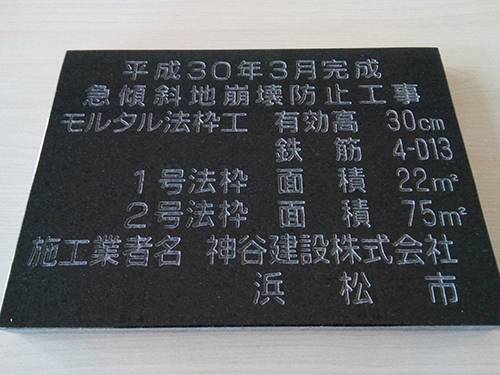 平成30年3月完成
急傾斜地崩壊防止工事
モルタル法枠工 有効高 30cm
鉄筋 4-D13
1号法枠 面積 22m²
2号法枠 面積 75m²
施工業者名 神谷建設株式会社
浜松市